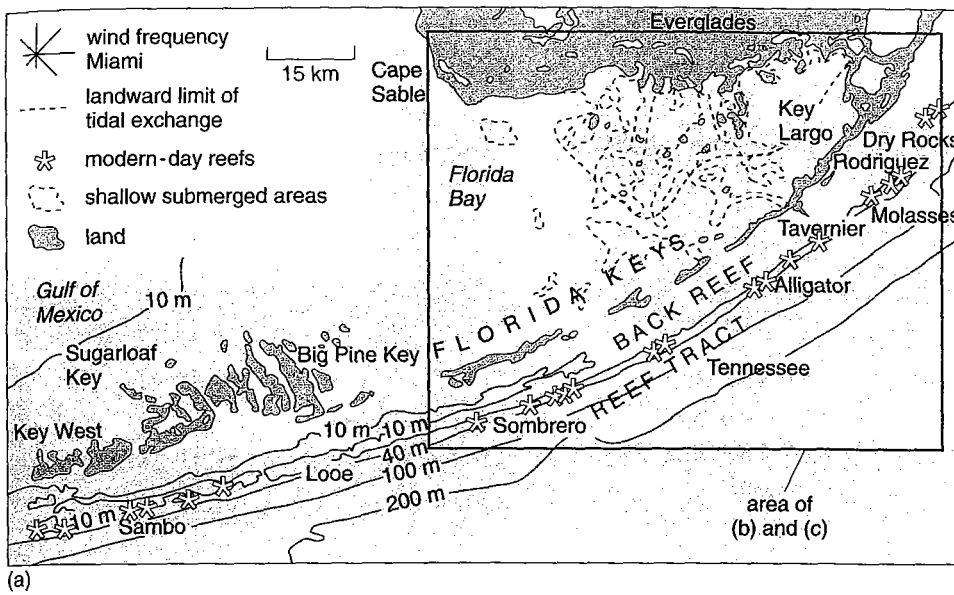 wind frequency
Miami
landward limit of
tidal exchange
modern-day reefs
shallow submerged areas
land
15 km
Everglades
Cape
Sable
Key
Largo
Dry Rocks
Rodriquez
Florida
Bay
Molasses
Tavernier
Alligator
FLORIDA KEYS
BACK REEF
REEF TRACT
Tennessee
Gulf of
Mexico
10 m
Sugarloaf
Key
Big Pine Key
Key West
10 m
10 m
Sombrero
40 m
Looe
100 m
200 m
10 m
Sambo
area of
(b) and (c)
(a)